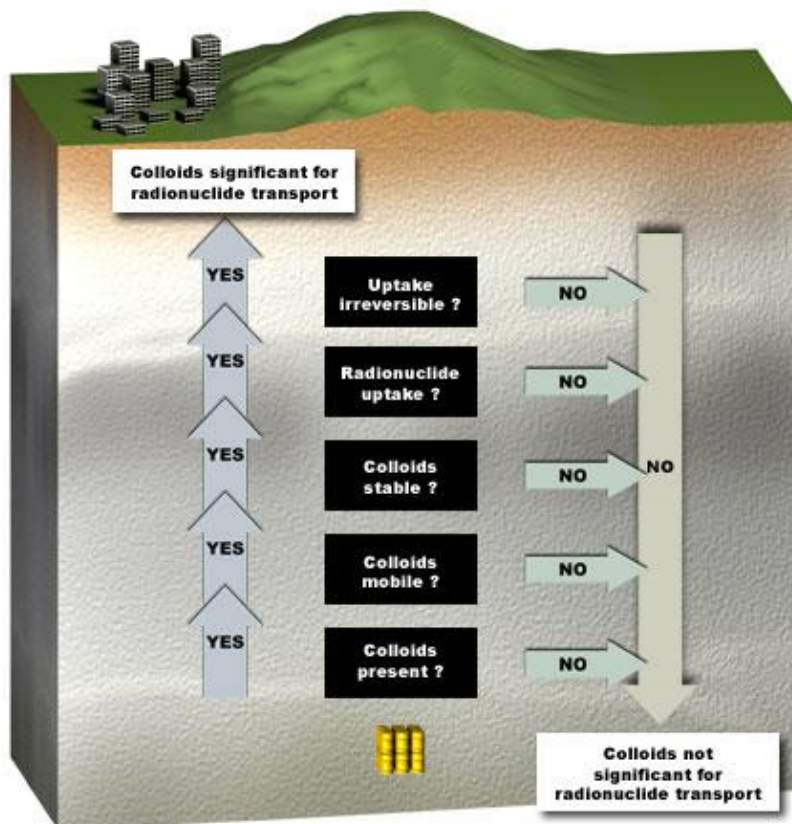 Colloids significant for
radionuclide transport
YES
Uptake
irreversible ?
NO
YES
Radionuclide
uptake ?
NO
YES
Colloids
stable ?
NO
NO
YES
Colloids
mobile ?
NO
YES
Colloids
present ?
NO
Colloids not
significant for
radionuclide transport